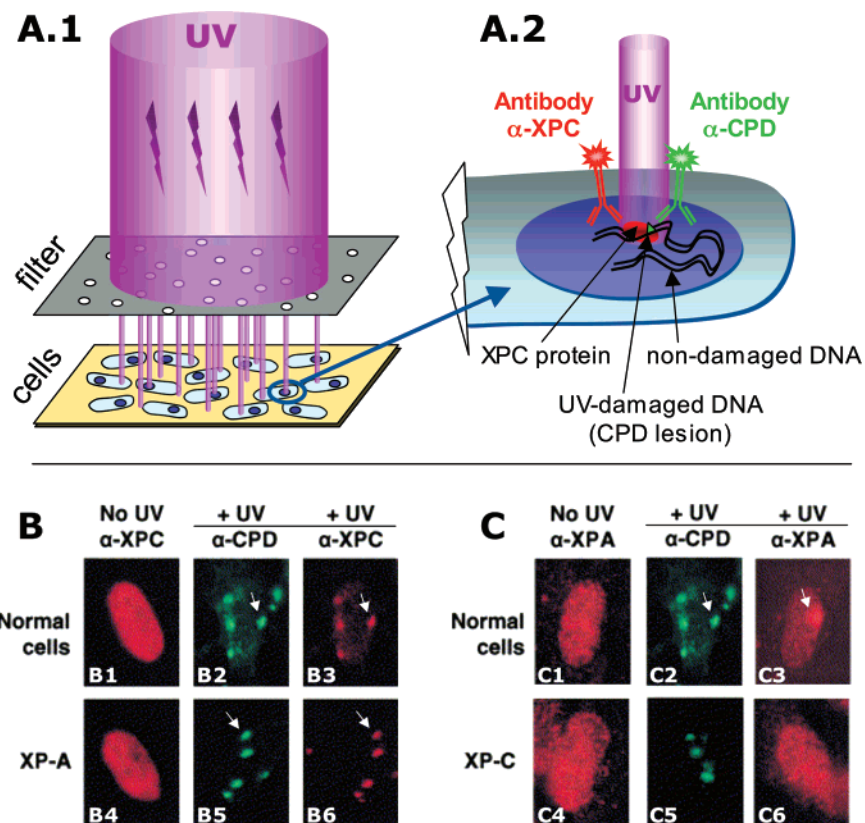 A.1
UV
filter
cells
A.2
UV
Antibody
α-XPC
Antibody
α-CPD
XPC protein
non-damaged DNA
UV-damaged DNA
(CPD lesion)
B
No UV
α-XPC
+ UV
α-CPD
+ UV
α-XPC
Normal
cells
B1
B2
B3
XP-A
B4
B5
B6
C
No UV
α-XPA
+ UV
α-CPD
+ UV
α-XPA
Normal
cells
C1
C2
C3
XP-C
C4
C5
C6